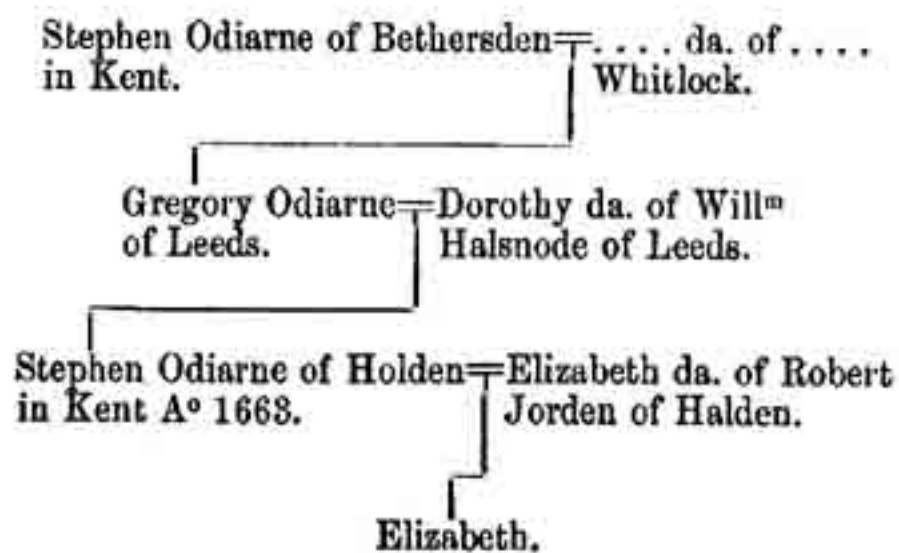 Stephen Odiarne of Bethersden=. . . . da. of . . . .
in Kent. Whitlock.
Gregory Odiarne=Dorothy da. of Willᵐ
of Leeds. Halsnode of Leeds.
Stephen Odiarne of Holden=Elizabeth da. of Robert
in Kent Aº 1663. Jorden of Halden.
Elizabeth.